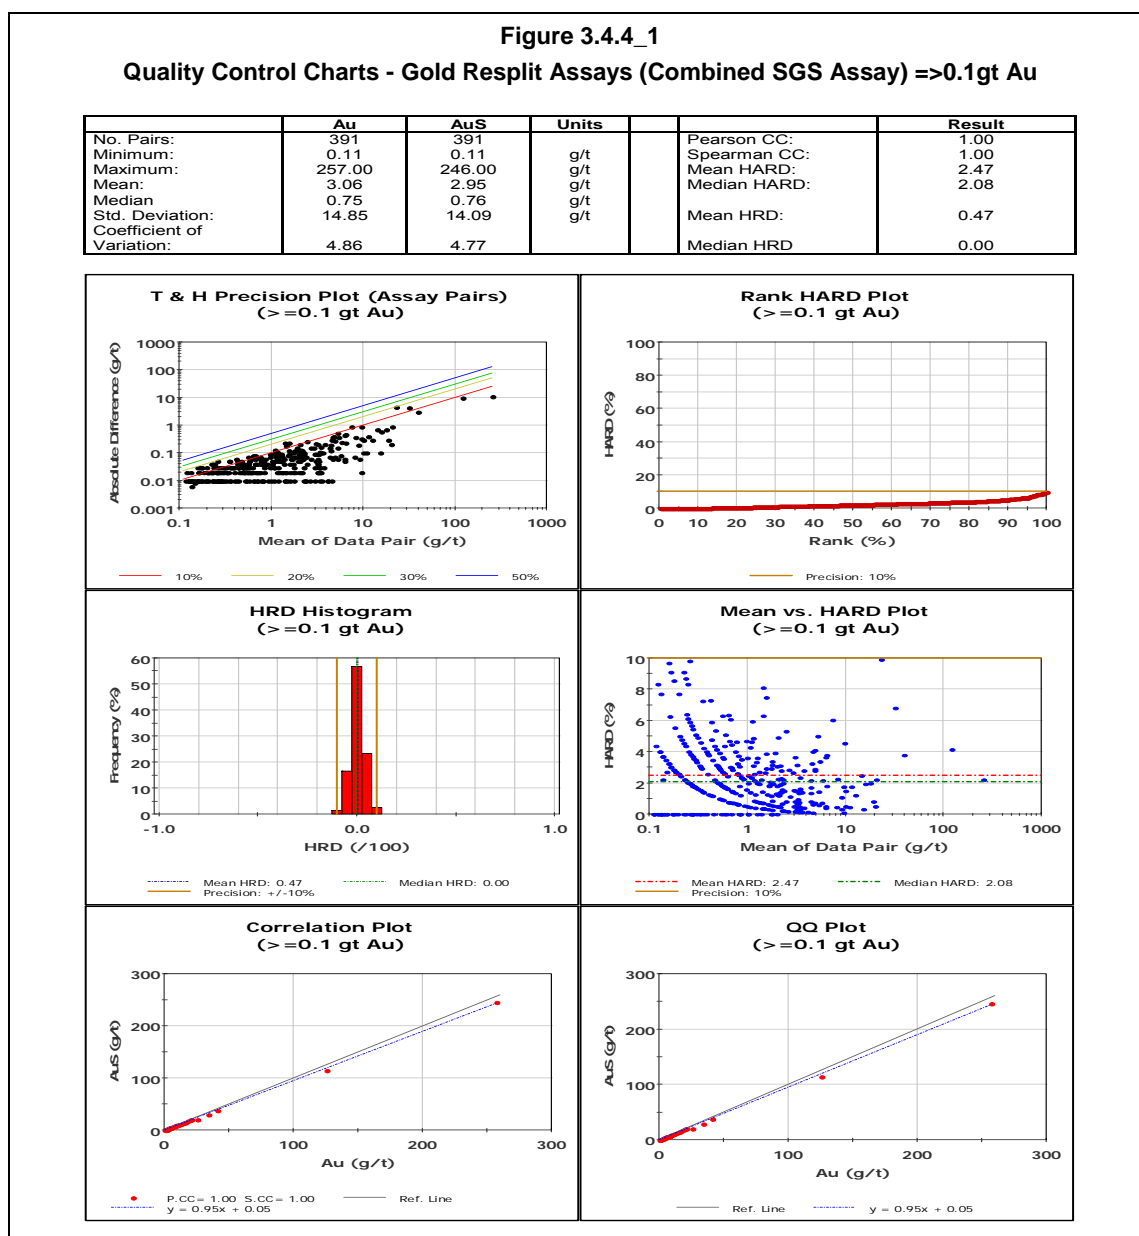 Figure 3.4.4_1
Quality Control Charts - Gold Resplit Assays (Combined SGS Assay) =>0.1gt Au
Au AuS Units Result
No. Pairs: 391 391 Pearson CC: 1.00
Minimum: 0.11 0.11 g/t Spearman CC: 1.00
Maximum: 257.00 246.00 g/t Mean HARD: 2.47
Mean: 3.06 2.95 g/t Median HARD: 2.08
Median 0.75 0.76 g/t
Std. Deviation: 14.85 14.09 g/t Mean HRD: 0.47
Coefficient of
Variation: 4.86 4.77 Median HRD 0.00
T & H Precision Plot (Assay Pairs)
(>=0.1 gt Au)
Absolute Difference (g/t)
1000
100
10
1
0.1
0.01
0.001
0.1 1 10 100 1000
Mean of Data Pair (g/t)
10% 20% 30% 50%
Rank HARD Plot
(>=0.1 gt Au)
HARD (%)
100
80
60
40
20
0
0 10 20 30 40 50 60 70 80 90 100
Rank (%)
Precision: 10%
HRD Histogram
(>=0.1 gt Au)
Frequency (%)
60
50
40
30
20
10
0
-1.0 0.0 1.0
HRD (/100)
Mean HRD: 0.47 Median HRD: 0.00
Precision: +/-10%
Mean vs. HARD Plot
(>=0.1 gt Au)
HARD (%)
10
8
6
4
2
0
0.1 1 10 100 1000
Mean of Data Pair (g/t)
Mean HARD: 2.47 Median HARD: 2.08
Precision: 10%
Correlation Plot
(>=0.1 gt Au)
AuS (g/t)
300
200
100
0
0 100 200 300
Au (g/t)
P.CC= 1.00 S.CC= 1.00 Ref. Line
y = 0.95x + 0.05
QQ Plot
(>=0.1 gt Au)
AuS (g/t)
300
200
100
0
0 100 200 300
Au (g/t)
Ref. Line y = 0.95x + 0.05